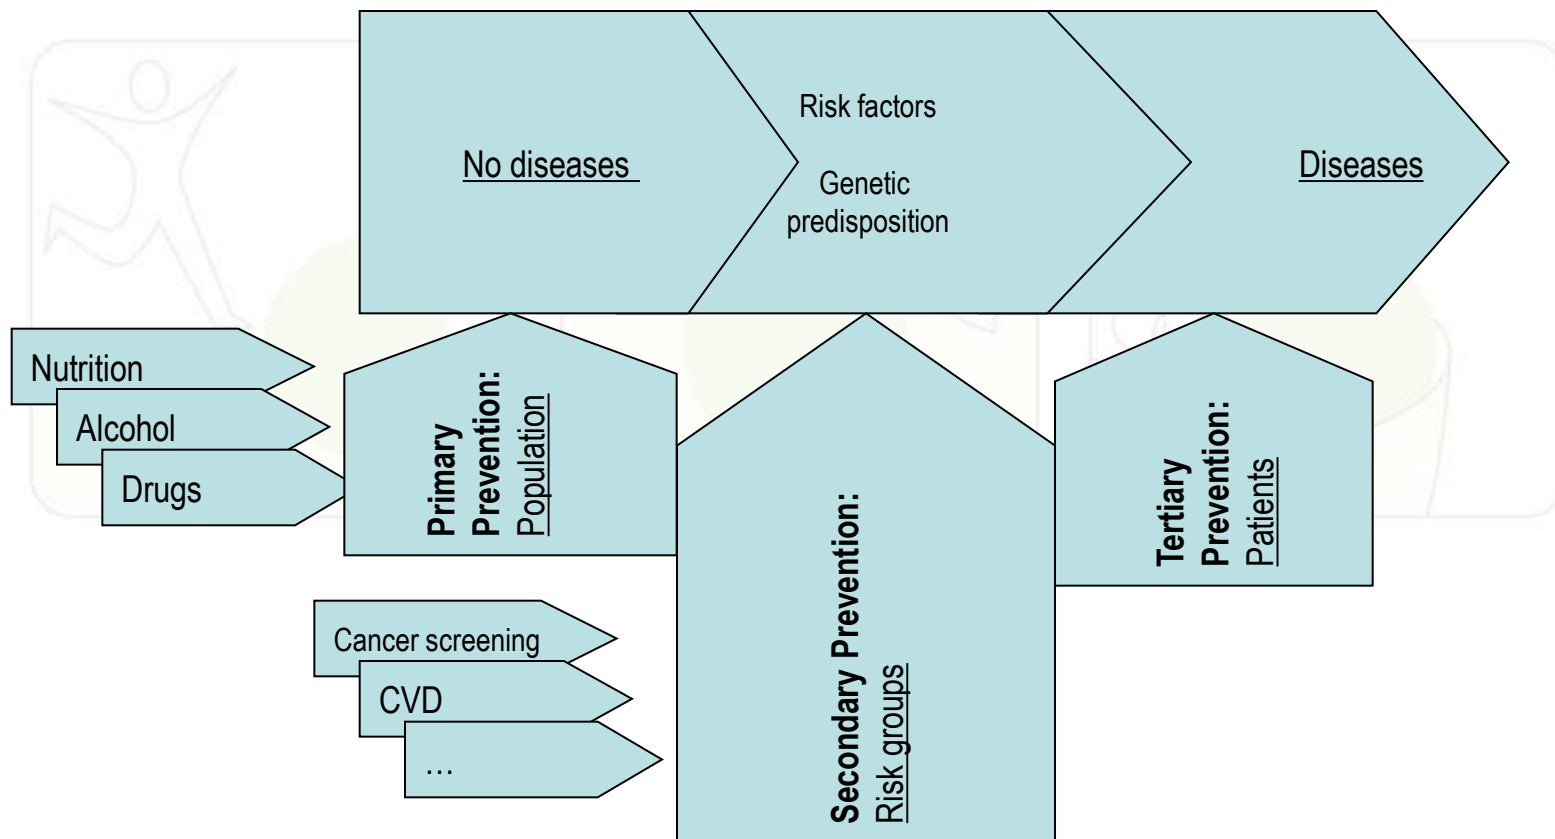 No diseases
Risk factors
Genetic
predisposition
Diseases
Nutrition
Alcohol
Drugs
Primary
Prevention:
Population
Cancer screening
CVD
…
Secondary Prevention:
Risk groups
Tertiary
Prevention:
Patients